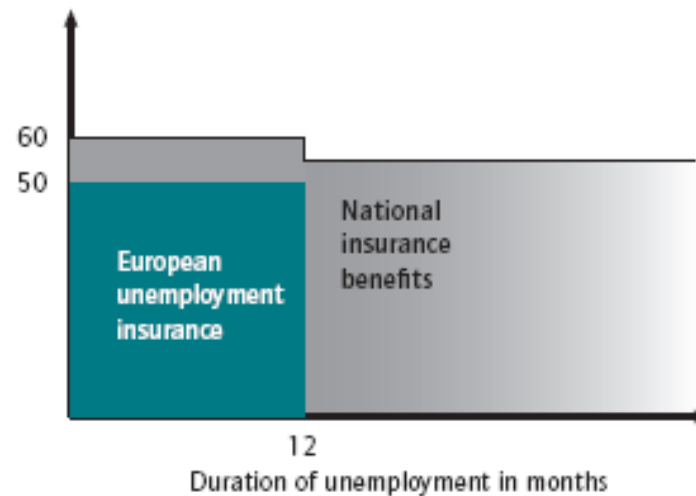 60
50
National
insurance
benefits
European
unemployment
insurance
12
Duration of unemployment in months